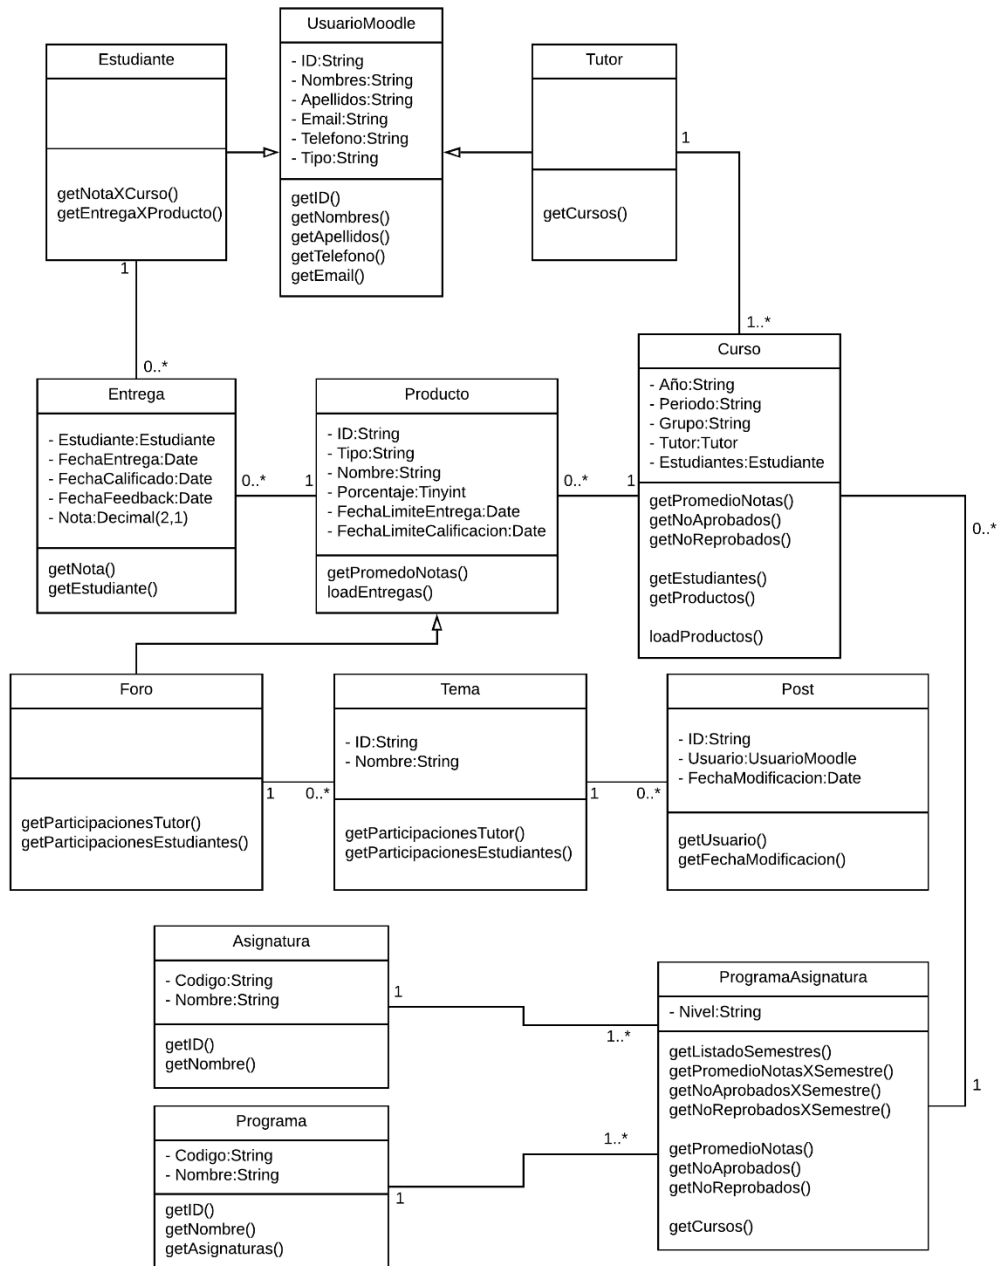 UsuarioMoodle
- ID:String
- Nombres:String
- Apellidos:String
- Email:String
- Telefono:String
- Tipo:String
getID()
getNombres()
getApellidos()
getTelefono()
getEmail()
Estudiante
getNotaXCurso()
getEntregaXProducto()
1
0..*
Tutor
getCursos()
1
1..*
Entrega
- Estudiante:Estudiante
- FechaEntrega:Date
- FechaCalificado:Date
- FechaFeedback:Date
- Nota:Decimal(2,1)
getNota()
getEstudiante()
0..*
1
Producto
- ID:String
- Tipo:String
- Nombre:String
- Porcentaje:Tinyint
- FechaLimiteEntrega:Date
- FechaLimiteCalificacion:Date
getPromedoNotas()
loadEntregas()
0..*
1
Curso
- Año:String
- Periodo:String
- Grupo:String
- Tutor:Tutor
- Estudiantes:Estudiante
getPromedioNotas()
getNoAprobados()
getNoReprobados()
getEstudiantes()
getProductos()
loadProductos()
0..*
Foro
getParticipacionesTutor()
getParticipacionesEstudiantes()
1
0..*
Tema
- ID:String
- Nombre:String
getParticipacionesTutor()
getParticipacionesEstudiantes()
1
0..*
Post
- ID:String
- Usuario:UsuarioMoodle
- FechaModificacion:Date
getUsuario()
getFechaModificacion()
Asignatura
- Codigo:String
- Nombre:String
getID()
getNombre()
1
1..*
ProgramaAsignatura
- Nivel:String
getListadoSemestres()
getPromedioNotasXSemestre()
getNoAprobadosXSemestre()
getNoReprobadosXSemestre()
getPromedioNotas()
getNoAprobados()
getNoReprobados()
getCursos()
1
Programa
- Codigo:String
- Nombre:String
getID()
getNombre()
getAsignaturas()
1
1..*